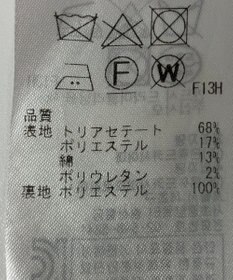 F
W
F13H
品質
表地 トリアセテート 68%
ポリエステル 17%
綿 13%
ポリウレタン 2%
裏地 ポリエステル 100%